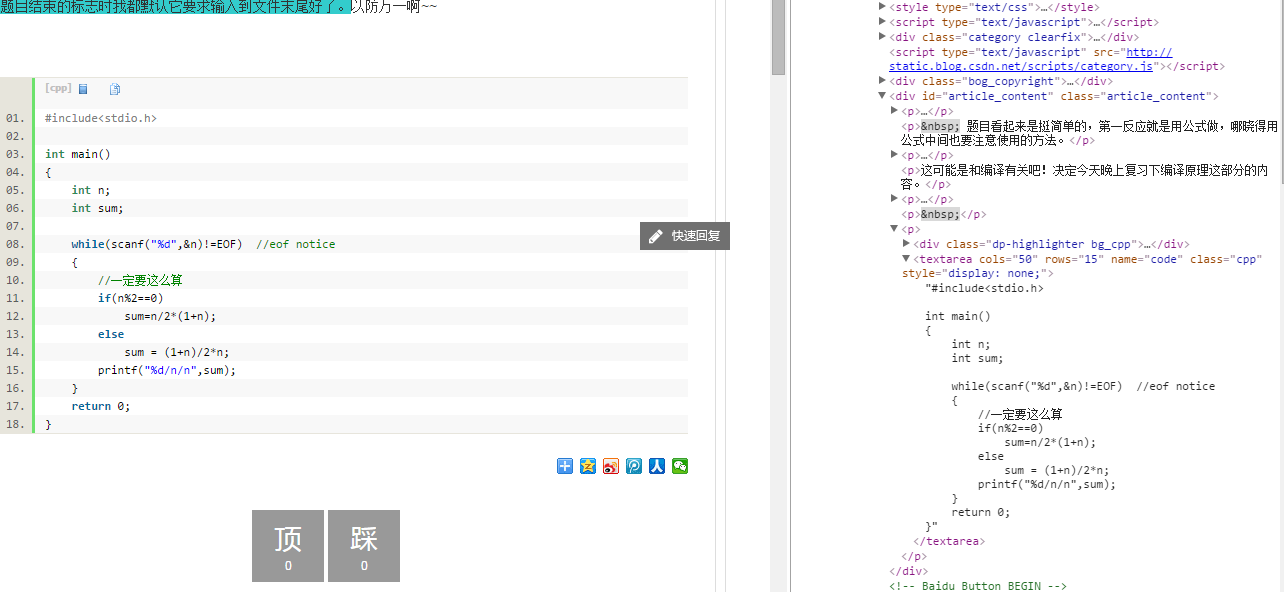 题目结束的标志时我都默认它要求输入到文件末尾好了。以防万一啊~~
[cpp]
01. #include<stdio.h>
02.
03. int main()
04. {
05.     int n;
06.     int sum;
07.
08.     while(scanf("%d",&n)!=EOF)  //eof notice
09.     {
10.         //一定要这么算
11.         if(n%2==0)
12.             sum=n/2*(1+n);
13.         else
14.             sum = (1+n)/2*n;
15.         printf("%d/n/n",sum);
16.     }
17.     return 0;
18. }
快速回复
顶
0
踩
0
<style type="text/css">…</style>
<script type="text/javascript">…</script>
<div class="category clearfix">…</div>
<script type="text/javascript" src="http://
static.blog.csdn.net/scripts/category.js"></script>
<div class="bog_copyright">…</div>
<div id="article_content" class="article_content">
<p>…</p>
<p>&nbsp; 题目看起来是挺简单的，第一反应就是用公式做，哪晓得用
公式中间也要注意使用的方法。</p>
<p>…</p>
<p>这可能是和编译有关吧！决定今天晚上复习下编译原理这部分的内
容。</p>
<p>…</p>
<p>&nbsp;</p>
<p>
<div class="dp-highlighter bg_cpp">…</div>
<textarea cols="50" rows="15" name="code" class="cpp"
style="display: none;">
"#include<stdio.h>
int main()
{
    int n;
    int sum;
    while(scanf("%d",&n)!=EOF)  //eof notice
    {
        //一定要这么算
        if(n%2==0)
            sum=n/2*(1+n);
        else
            sum = (1+n)/2*n;
        printf("%d/n/n",sum);
    }
    return 0;
}"
</textarea>
</p>
</div>
<!-- Baidu Button BEGIN -->